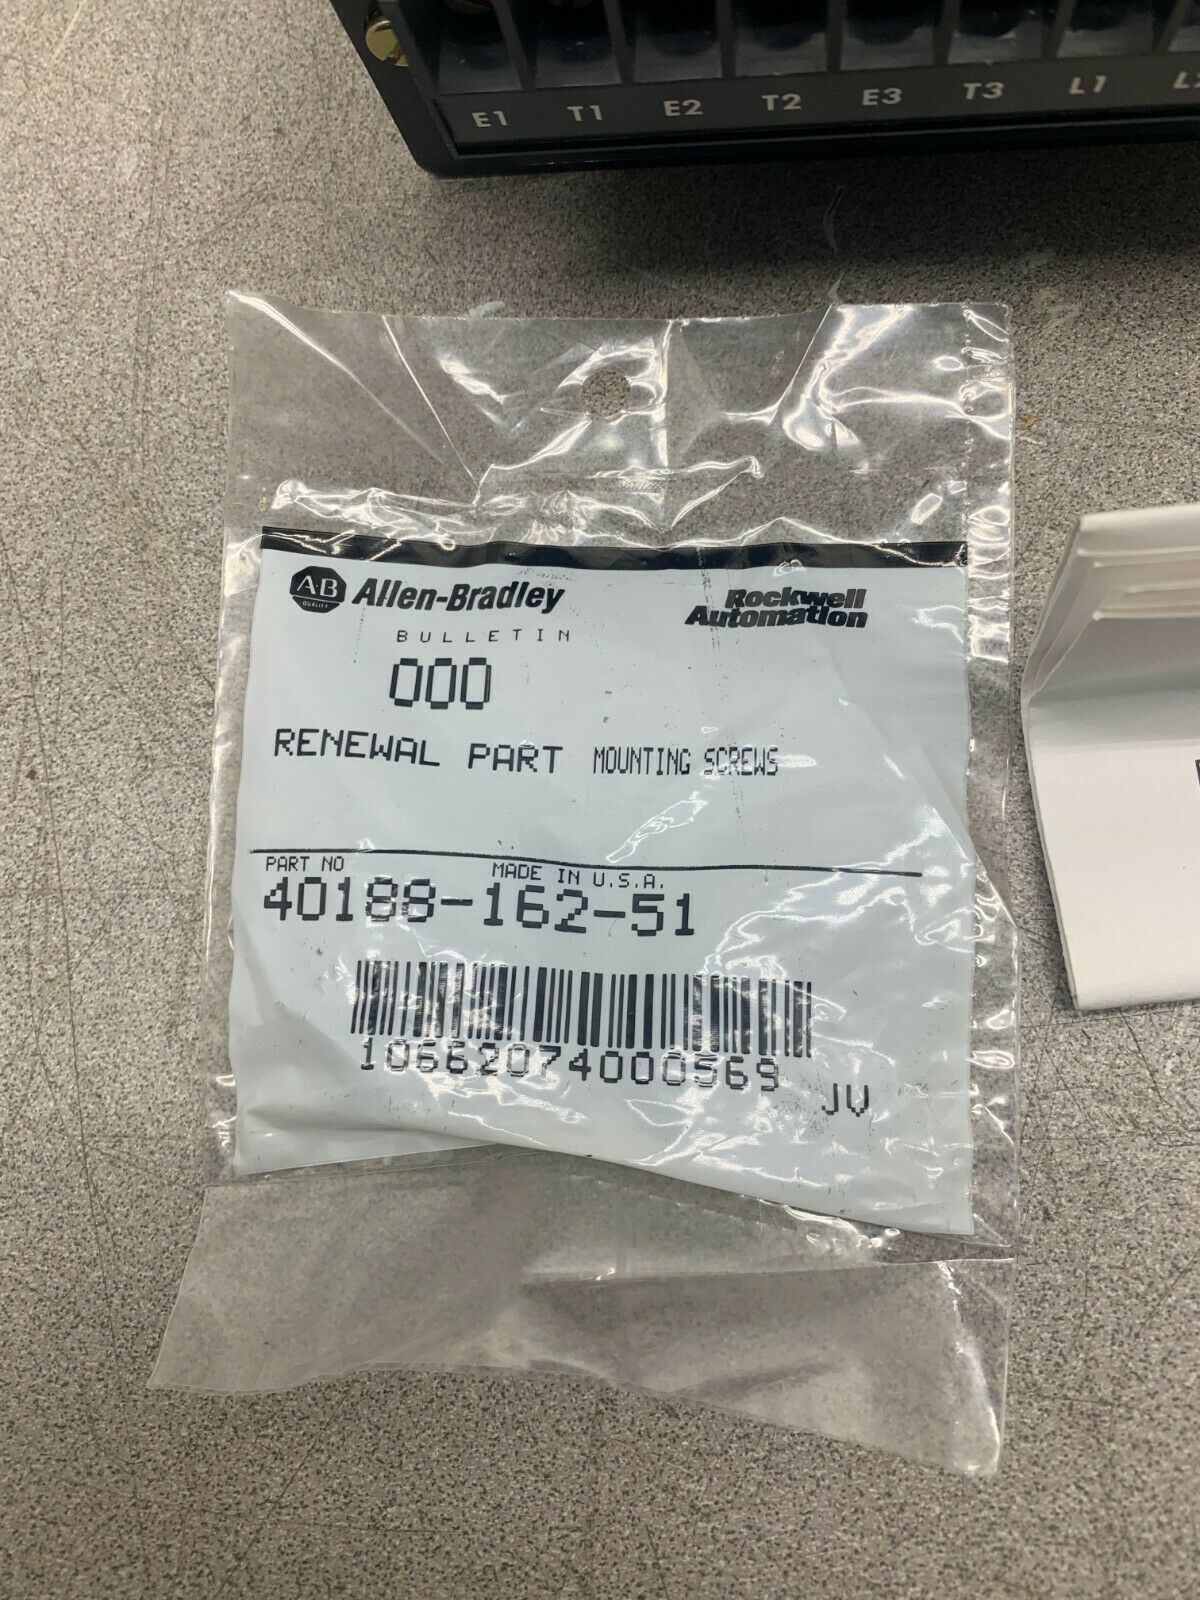 E1 T1 E2 T2 E3 T3 L1
A-B
QUALITY
Allen-Bradley
Rockwell
Automation
BULLETIN
000
RENEWAL PART MOUNTING SCREWS
PART NO MADE IN U.S.A.
40188-162-51
10662074000569
JV